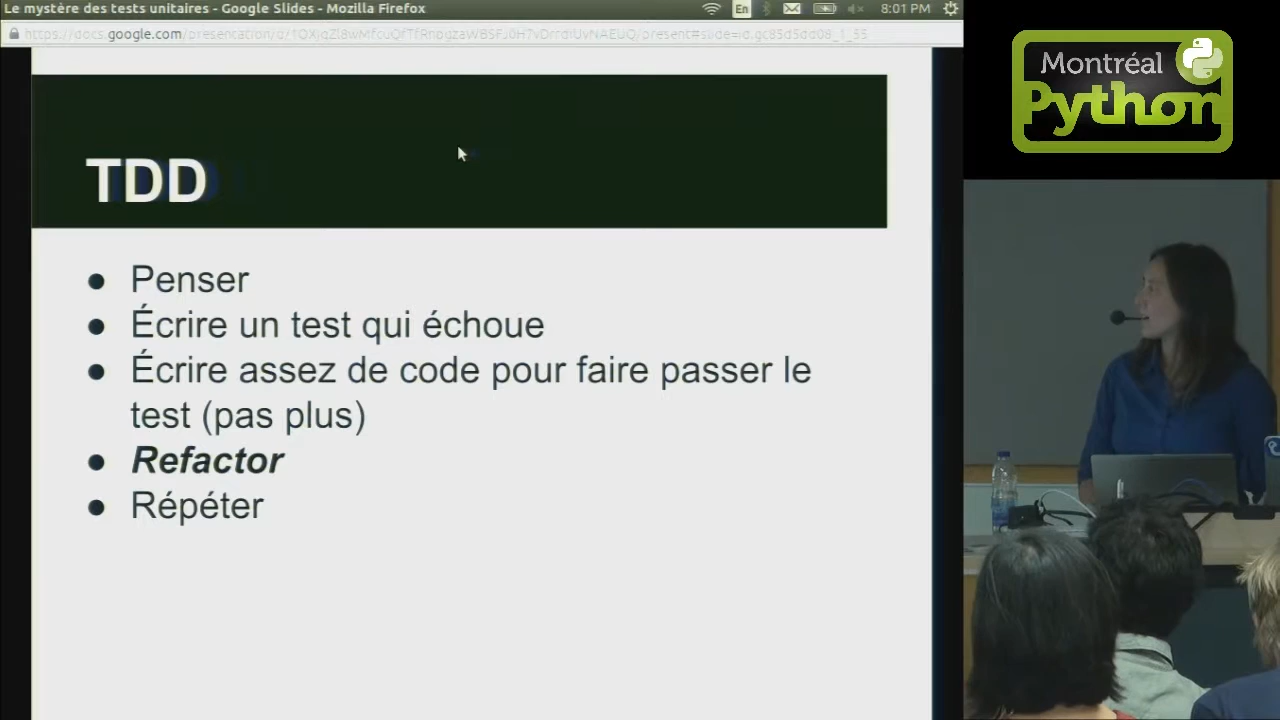 Le mystère des tests unitaires - Google Slides - Mozilla Firefox
En
8:01 PM
https://docs.google.com/presentation/d/
Montréal
Python
TDD
● Penser
● Écrire un test qui échoue
● Écrire assez de code pour faire passer le
test (pas plus)
● Refactor
● Répéter